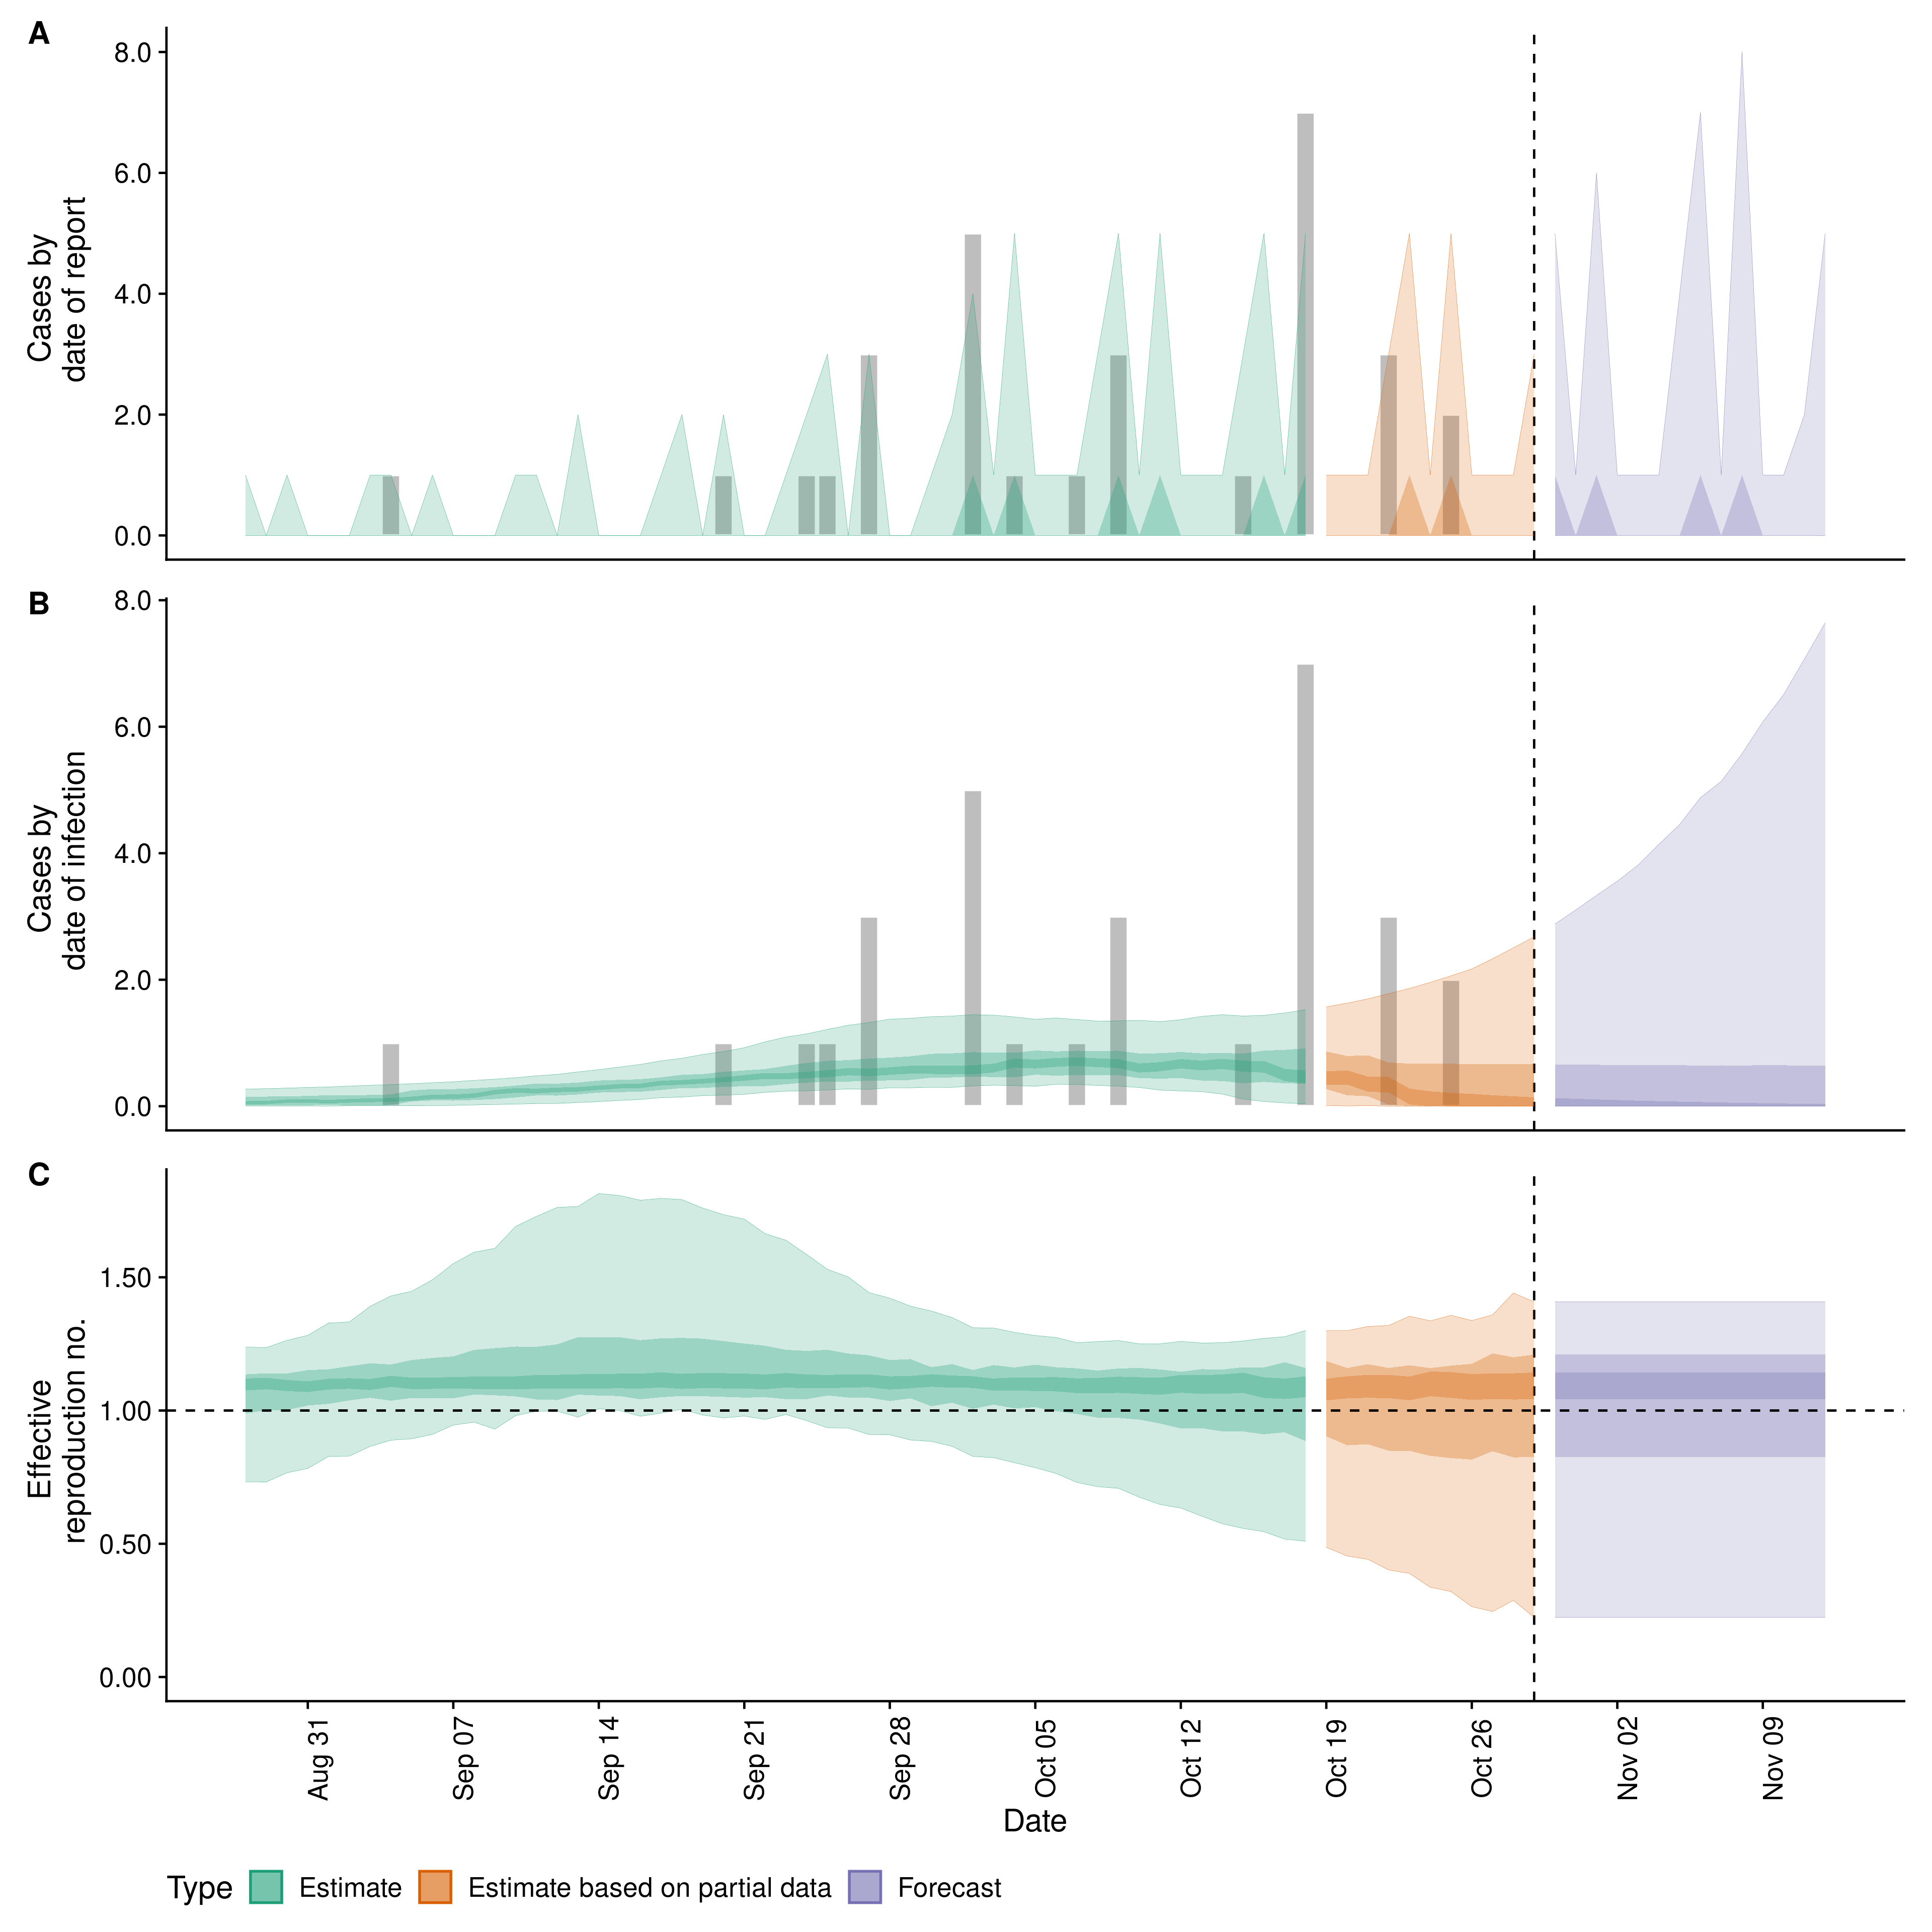 A
Cases by
date of report
8.0
6.0
4.0
2.0
0.0
B
Cases by
date of infection
8.0
6.0
4.0
2.0
0.0
C
Effective
reproduction no.
1.50
1.00
0.50
0.00
Aug 31
Sep 07
Sep 14
Sep 21
Sep 28
Oct 05
Oct 12
Oct 19
Oct 26
Nov 02
Nov 09
Date
Type Estimate Estimate based on partial data Forecast